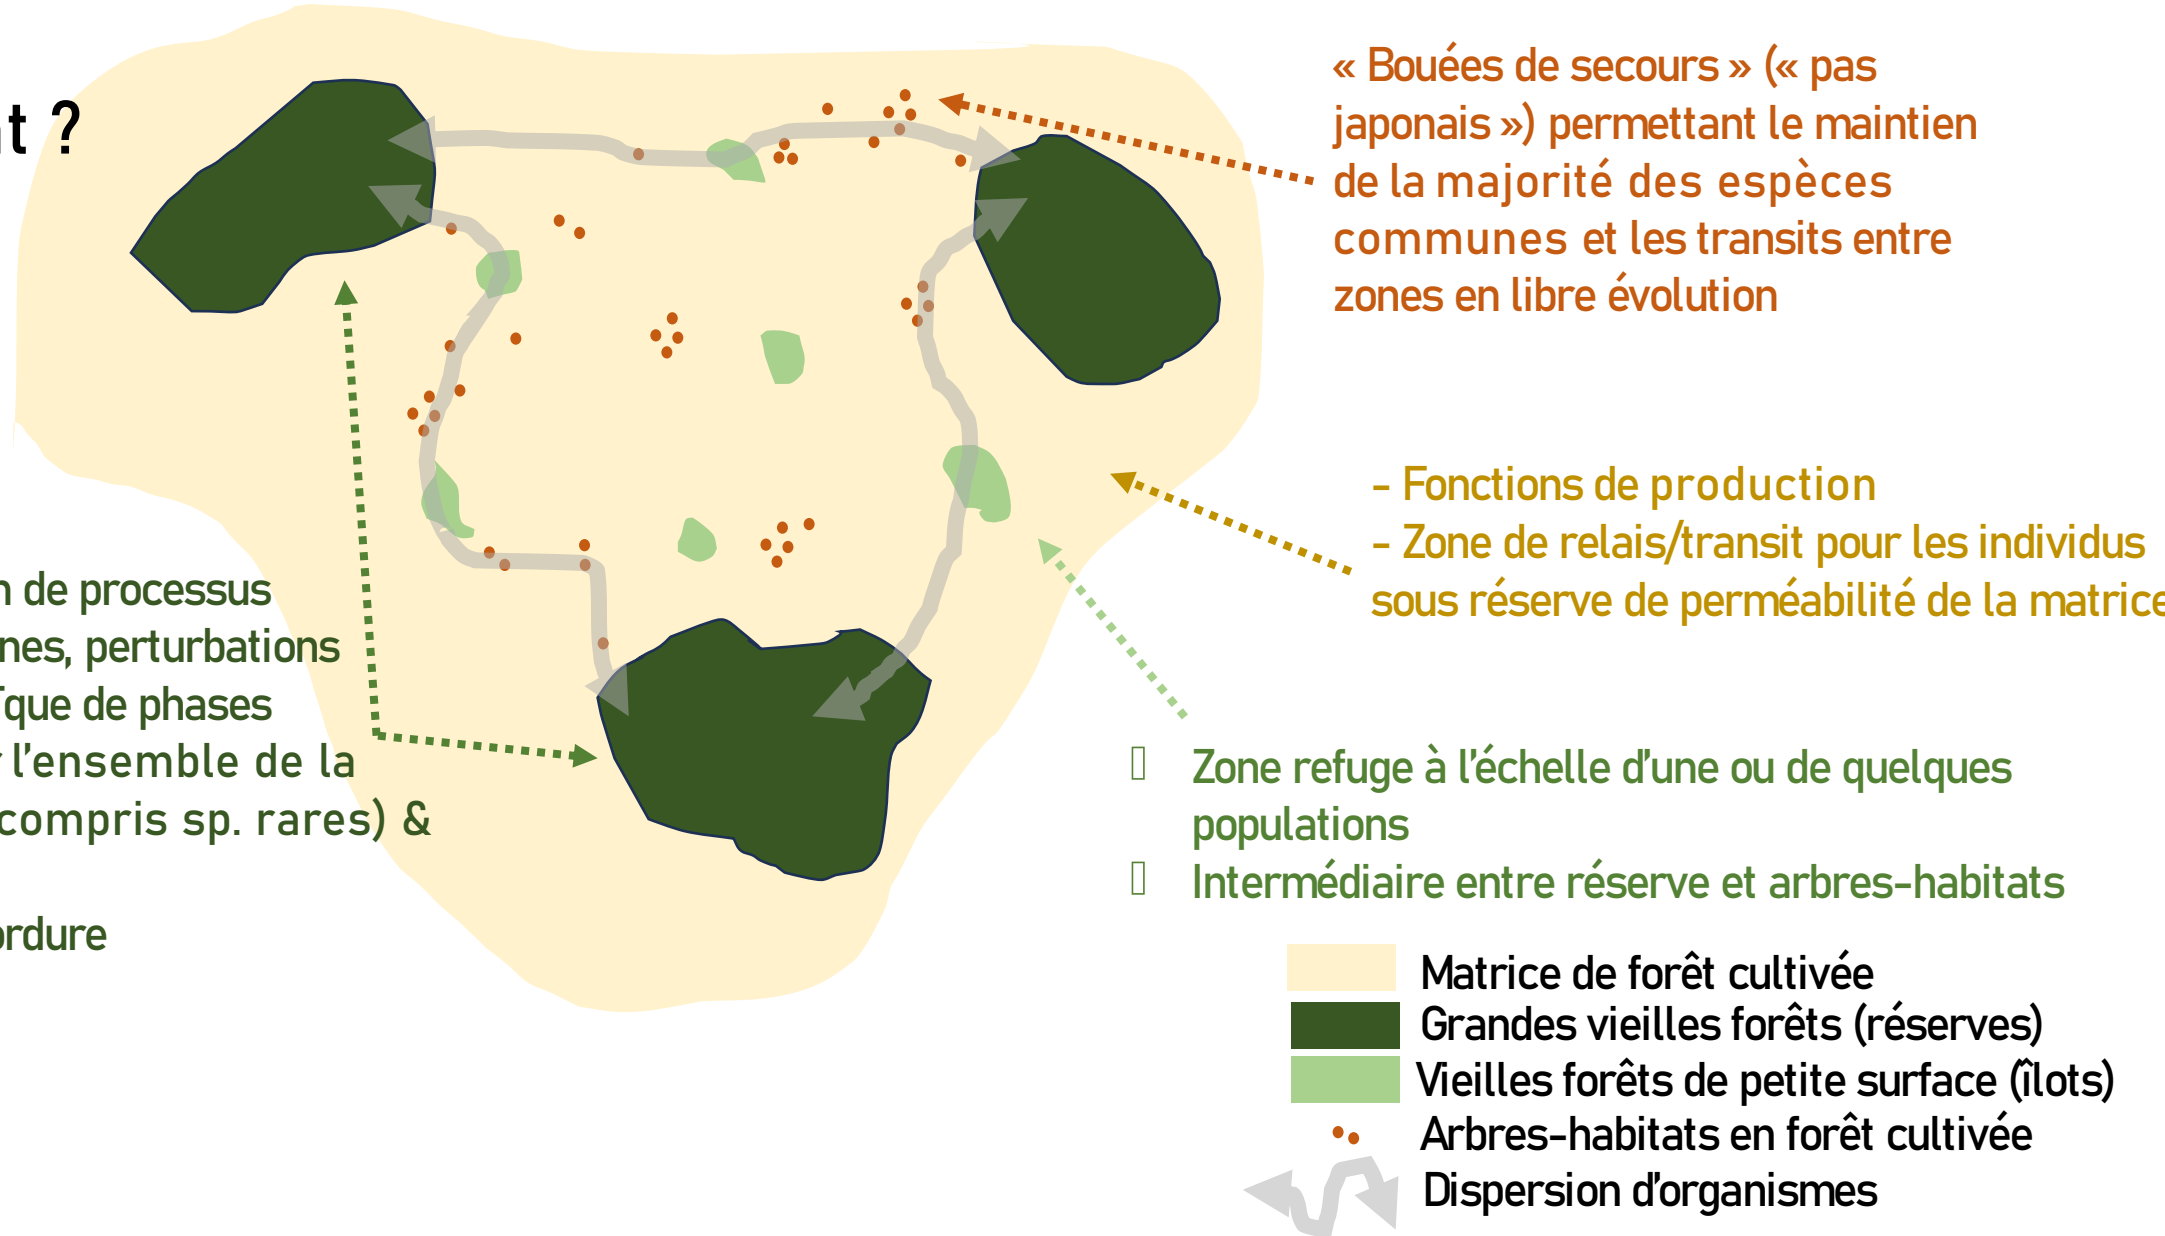 t ?
« Bouées de secours » (« pas
japonais ») permettant le maintien
de la majorité des espèces
communes et les transits entre
zones en libre évolution
- Fonctions de production
- Zone de relais/transit pour les individus
sous réserve de perméabilité de la matrice
n de processus
nes, perturbations
ïque de phases
r l'ensemble de la
compris sp. rares) &
ordure
Zone refuge à l'échelle d'une ou de quelques
populations
Intermédiaire entre réserve et arbres-habitats
Matrice de forêt cultivée
Grandes vieilles forêts (réserves)
Vieilles forêts de petite surface (îlots)
Arbres-habitats en forêt cultivée
Dispersion d'organismes